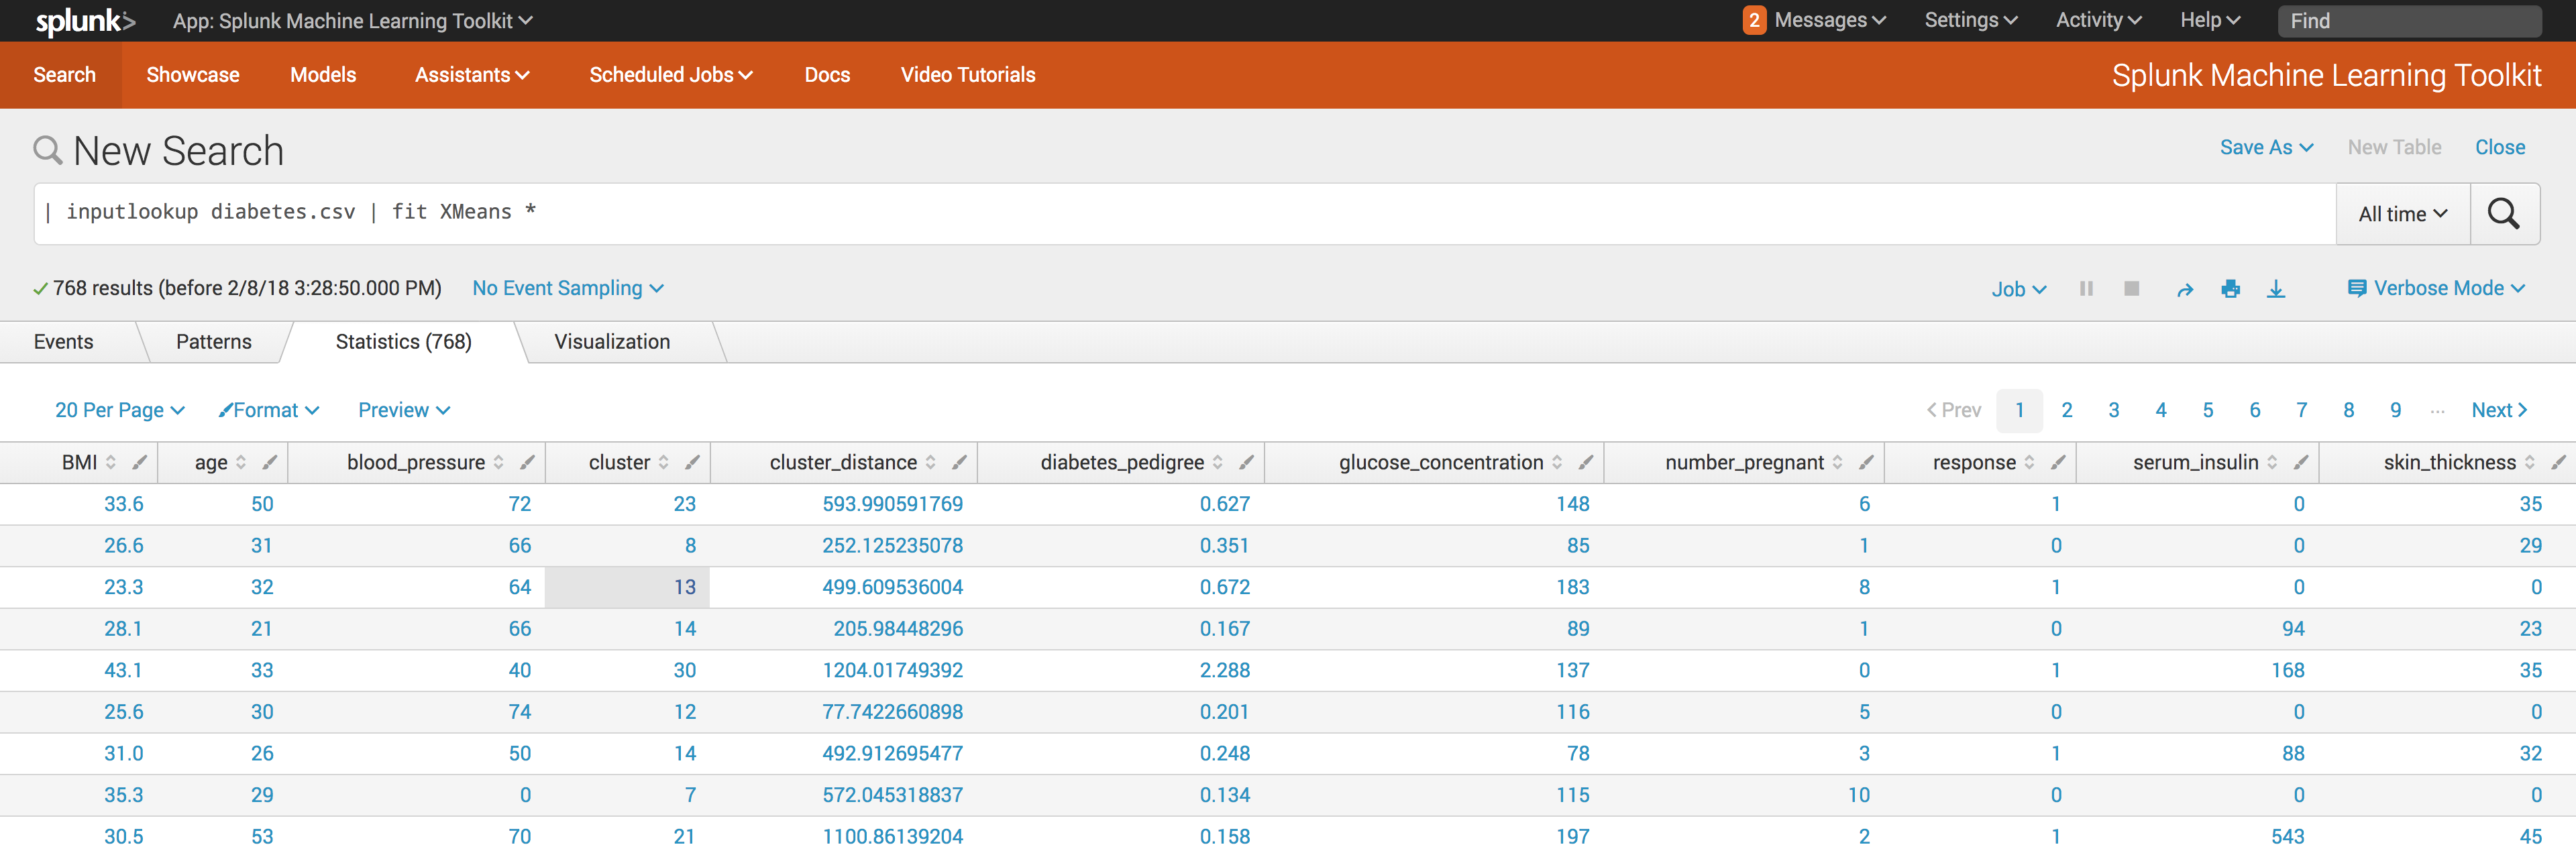 splunk> App: Splunk Machine Learning Toolkit 2 Messages Settings Activity Help Find
Search Showcase Models Assistants Scheduled Jobs Docs Video Tutorials Splunk Machine Learning Toolkit
New Search Save As New Table Close
| inputlookup diabetes.csv | fit XMeans * All time
768 results (before 2/8/18 3:28:50.000 PM) No Event Sampling Job Verbose Mode
Events Patterns Statistics (768) Visualization
20 Per Page Format Preview < Prev 1 2 3 4 5 6 7 8 9 ... Next >
BMI age blood_pressure cluster cluster_distance diabetes_pedigree glucose_concentration number_pregnant response serum_insulin skin_thickness
33.6 50 72 23 593.990591769 0.627 148 6 1 0 35
26.6 31 66 8 252.125235078 0.351 85 1 0 0 29
23.3 32 64 13 499.609536004 0.672 183 8 1 0 0
28.1 21 66 14 205.98448296 0.167 89 1 0 94 23
43.1 33 40 30 1204.01749392 2.288 137 0 1 168 35
25.6 30 74 12 77.7422660898 0.201 116 5 0 0 0
31.0 26 50 14 492.912695477 0.248 78 3 1 88 32
35.3 29 0 7 572.045318837 0.134 115 10 0 0 0
30.5 53 70 21 1100.86139204 0.158 197 2 1 543 45